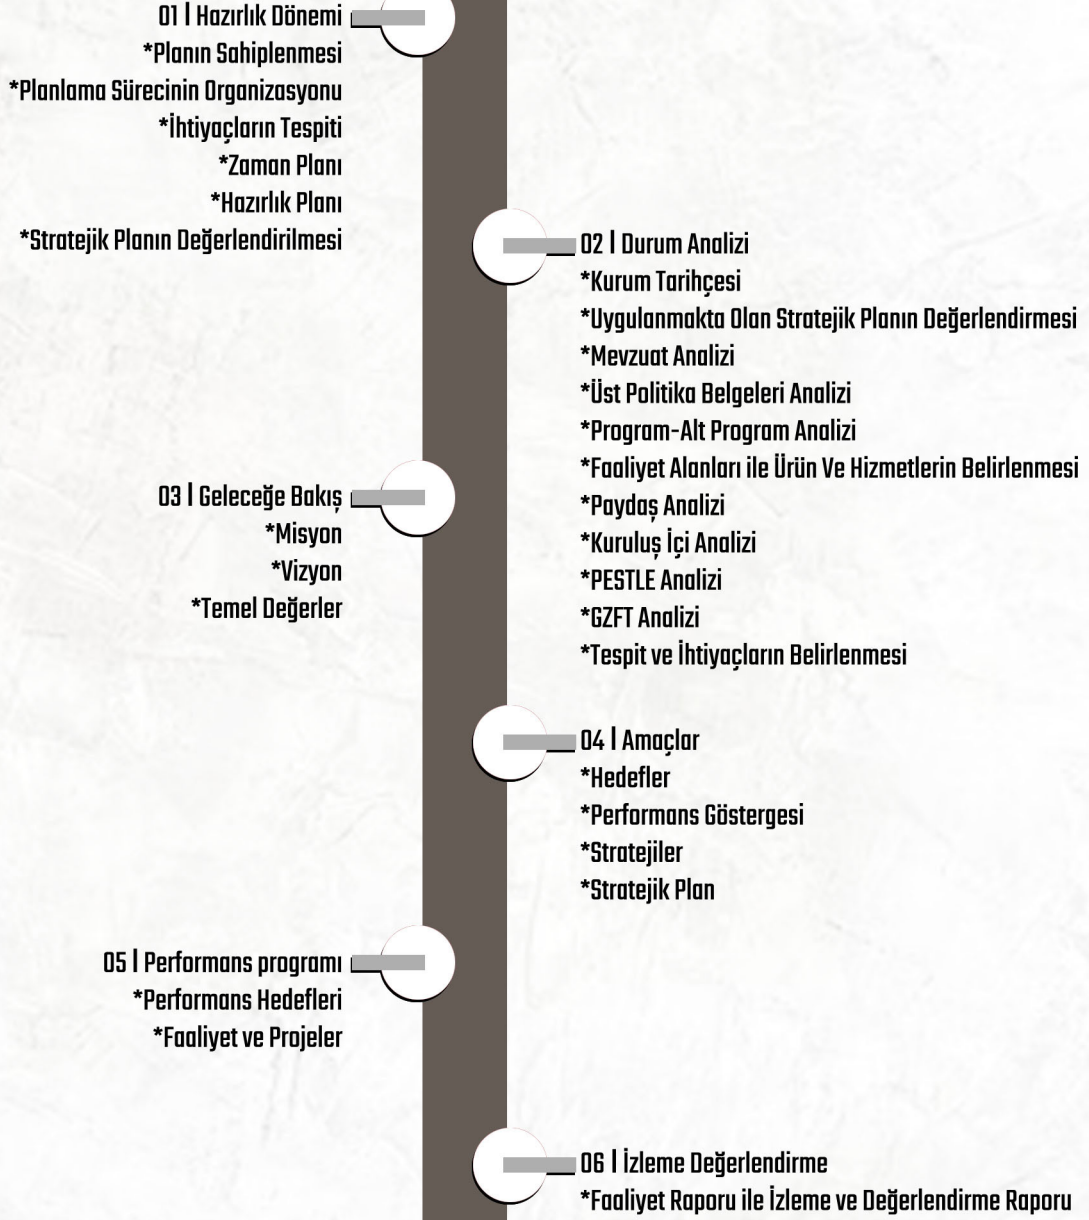 01 | Hazırlık Dönemi
*Planın Sahiplenmesi
*Planlama Sürecinin Organizasyonu
*İhtiyaçların Tespiti
*Zaman Planı
*Hazırlık Planı
*Stratejik Planın Değerlendirilmesi
02 | Durum Analizi
*Kurum Tarihçesi
*Uygulanmakta Olan Stratejik Planın Değerlendirmesi
*Mevzuat Analizi
*Üst Politika Belgeleri Analizi
*Program-Alt Program Analizi
*Faaliyet Alanları ile Ürün Ve Hizmetlerin Belirlenmesi
*Paydaş Analizi
*Kuruluş İçi Analizi
*PESTLE Analizi
*GZFT Analizi
*Tespit ve İhtiyaçların Belirlenmesi
03 | Geleceğe Bakış
*Misyon
*Vizyon
*Temel Değerler
04 | Amaçlar
*Hedefler
*Performans Göstergesi
*Stratejiler
*Stratejik Plan
05 | Performans programı
*Performans Hedefleri
*Faaliyet ve Projeler
06 | İzleme Değerlendirme
*Faaliyet Raporu ile İzleme ve Değerlendirme Raporu